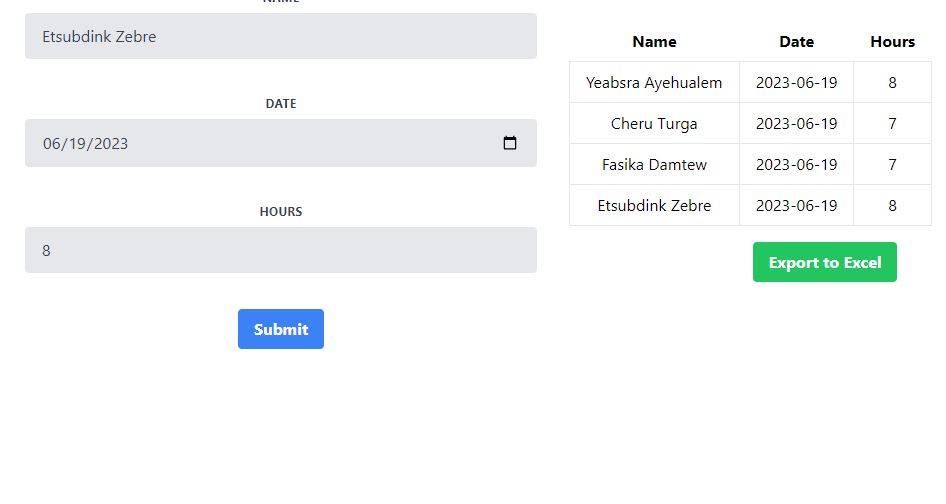 NAME
Etsubdink Zebre
DATE
06/19/2023
HOURS
8
Submit
Name Date Hours
Yeabsra Ayehualem 2023-06-19 8
Cheru Turga 2023-06-19 7
Fasika Damtew 2023-06-19 7
Etsubdink Zebre 2023-06-19 8
Export to Excel